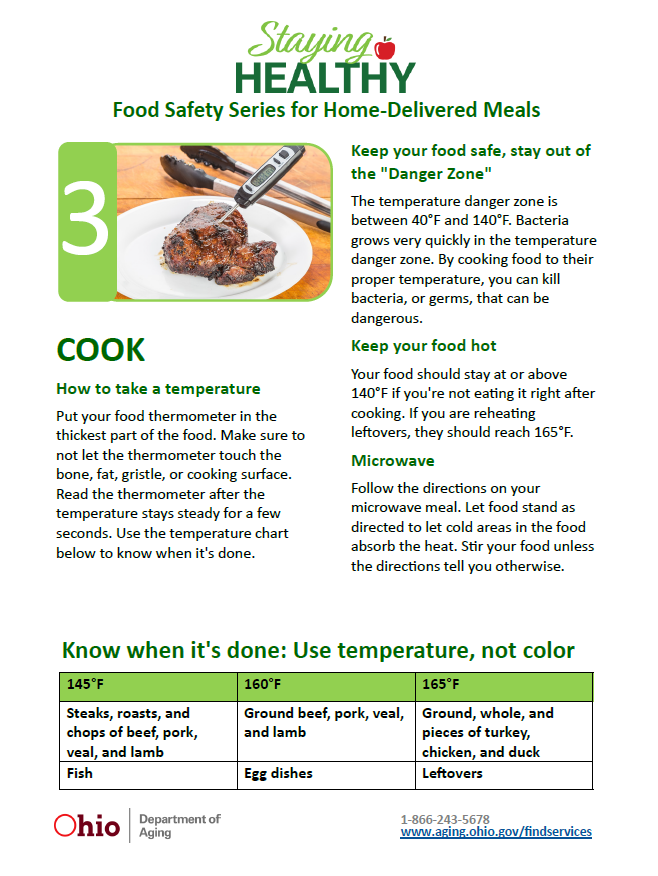 Staying
HEALTHY
Food Safety Series for Home-Delivered Meals
3
COOK
How to take a temperature
Put your food thermometer in the
thickest part of the food. Make sure to
not let the thermometer touch the
bone, fat, gristle, or cooking surface.
Read the thermometer after the
temperature stays steady for a few
seconds. Use the temperature chart
below to know when it's done.
Keep your food safe, stay out of
the "Danger Zone"
The temperature danger zone is
between 40°F and 140°F. Bacteria
grows very quickly in the temperature
danger zone. By cooking food to their
proper temperature, you can kill
bacteria, or germs, that can be
dangerous.
Keep your food hot
Your food should stay at or above
140°F if you're not eating it right after
cooking. If you are reheating
leftovers, they should reach 165°F.
Microwave
Follow the directions on your
microwave meal. Let food stand as
directed to let cold areas in the food
absorb the heat. Stir your food unless
the directions tell you otherwise.
Know when it's done: Use temperature, not color
145°F 160°F 165°F
Steaks, roasts, and
chops of beef, pork,
veal, and lamb
Ground beef, pork, veal,
and lamb
Ground, whole, and
pieces of turkey,
chicken, and duck
Fish Egg dishes Leftovers
Ohio
Department of
Aging
1-866-243-5678
www.aging.ohio.gov/findservices